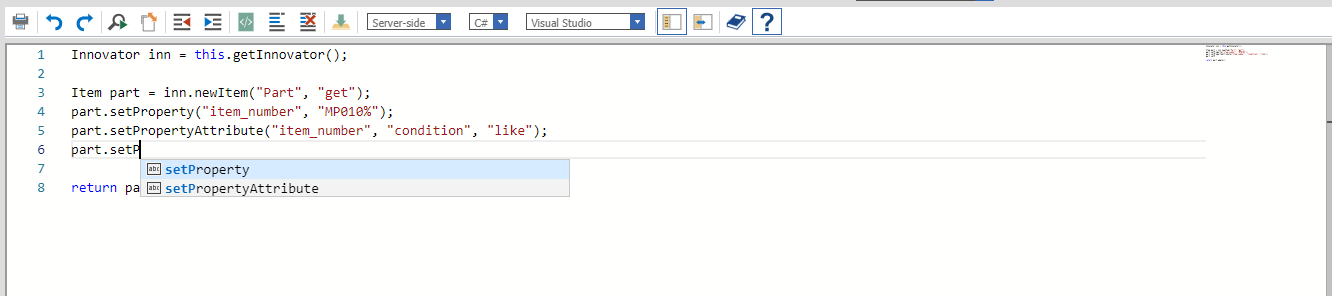 Server-side C# Visual Studio ?
1 Innovator inn = this.getInnovator();
2
3 Item part = inn.newItem("Part", "get");
4 part.setProperty("item_number", "MP010%");
5 part.setPropertyAttribute("item_number", "condition", "like");
6 part.setP
7 abc setProperty
8 return pa abc setPropertyAttribute